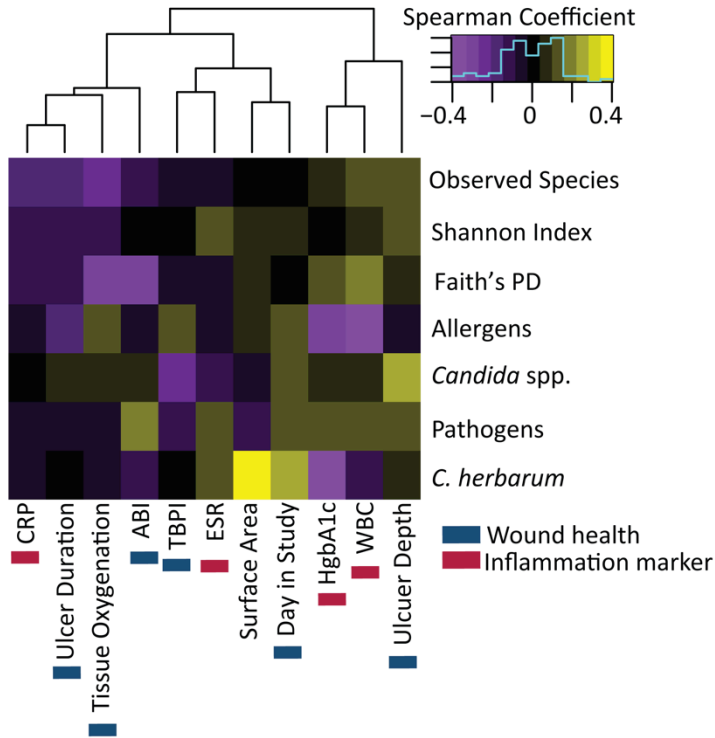 Spearman Coefficient
−0.4 0 0.4
Observed Species
Shannon Index
Faith's PD
Allergens
Candida spp.
Pathogens
C. herbarum
CRP
Ulcer Duration
Tissue Oxygenation
ABI
TBPI
ESR
Surface Area
Day in Study
HgbA1c
WBC
Ulcuer Depth
Wound health
Inflammation marker